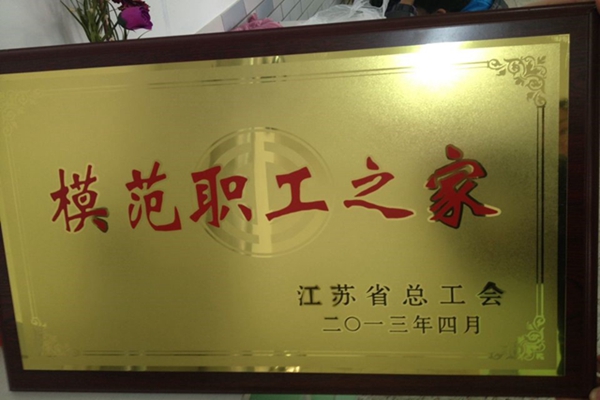 模范职工之家
江苏省总工会
二〇一三年四月